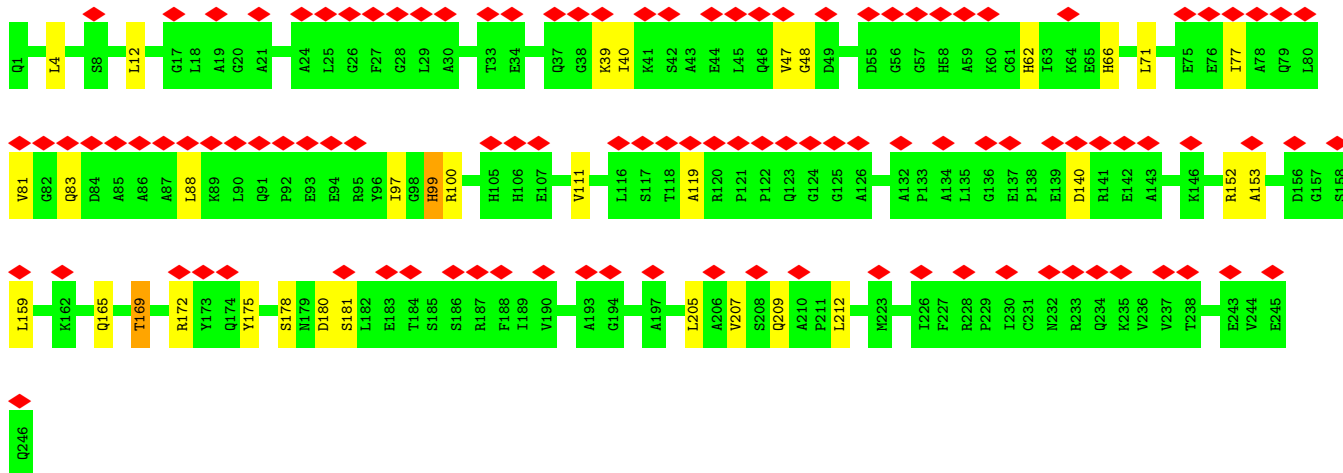 Q1 L4 S8 L12 G17 L18 A19 G20 A21 A24 L25 G26 F27 G28 L29 A30 T33 E34 Q37 G38 K39 I40 K41 S42 A43 E44 L45 Q46 V47 G48 D49 D55 G56 G57 H58 A59 K60 C61 H62 I63 K64 E65 H66 L71 E75 E76 I77 A78 Q79 L80
V81 G82 Q83 D84 A85 A86 A87 L88 K89 L90 Q91 P92 E93 E94 R95 Y96 I97 G98 H99 R100 H105 H106 E107 V111 L116 S117 T118 A119 R120 P121 P122 Q123 G124 G125 A126 A132 P133 A134 L135 G136 E137 P138 E139 D140 R141 E142 A143 K146 R152 A153 D156 G157 S158
L159 K162 Q165 T169 R172 Y173 Q174 Y175 S178 N179 D180 S181 L182 E183 T184 S185 S186 R187 F188 I189 V190 A193 G194 A197 L205 A206 V207 S208 Q209 A210 P211 L212 M223 I226 F227 R228 P229 I230 C231 N232 R233 Q234 K235 V236 V237 T238 E243 V244 E245
Q246